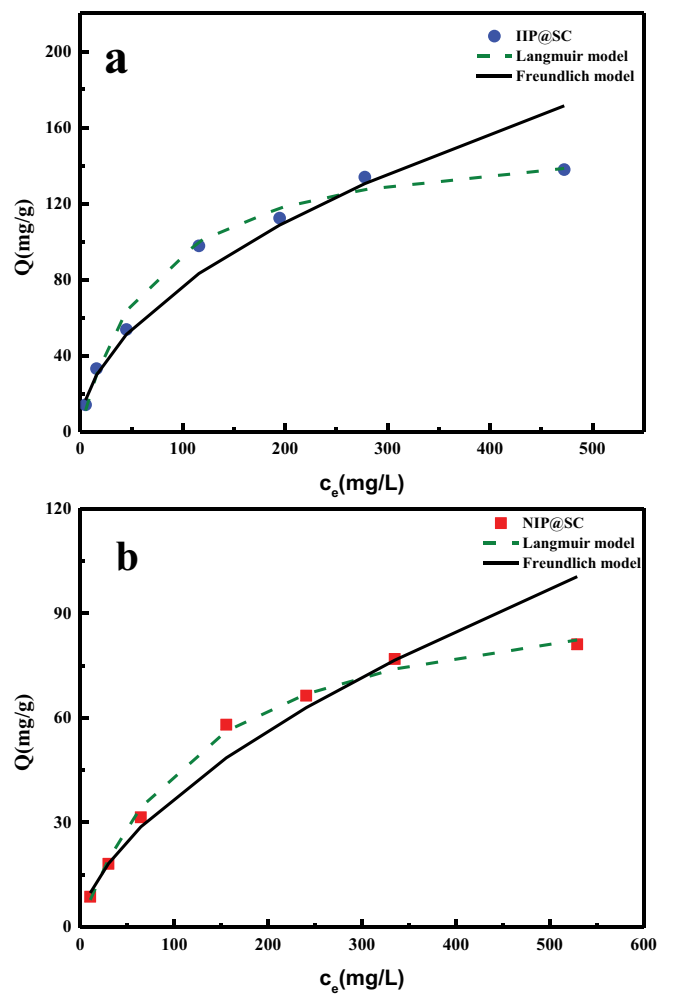 a
IIP@SC
Langmuir model
Freundlich model
220
160
120
80
40
0
Q(mg/g)
0 100 200 300 400 500
cₑ(mg/L)
b
NIP@SC
Langmuir model
Freundlich model
120
90
60
30
0
Q(mg/g)
0 100 200 300 400 500 600
cₑ(mg/L)